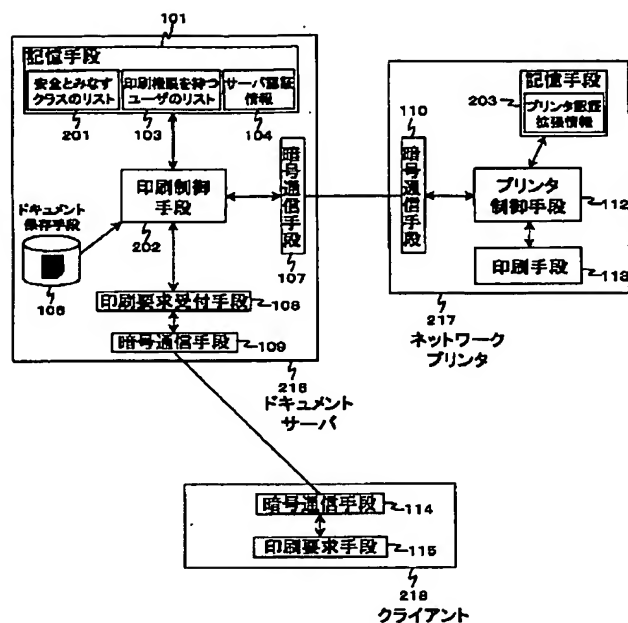 101
記憶手段
安全とみなす
クラスのリスト
印刷権限を持つ
ユーザのリスト
サーバ認証
情報
201
103
104
110
203
記憶手段
プリンタ認証
拡張情報
暗号通信手段
暗号通信手段
印刷制御
手段
202
107
プリンタ
制御手段
112
ドキュメント
保存手段
106
印刷手段
113
印刷要求受付手段
108
暗号通信手段
109
217
ネットワーク
プリンタ
216
ドキュメント
サーバ
暗号通信手段
114
印刷要求手段
115
218
クライアント